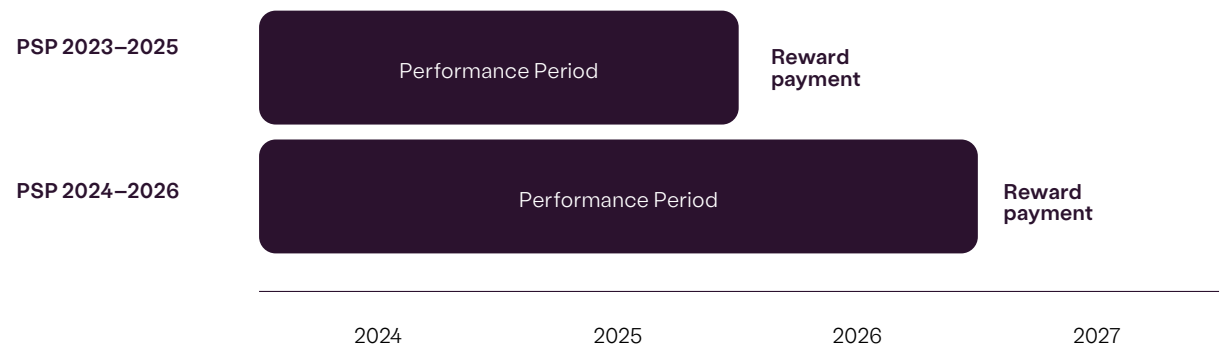 PSP 2023–2025
Performance Period
Reward
payment
PSP 2024–2026
Performance Period
Reward
payment
2024 2025 2026 2027